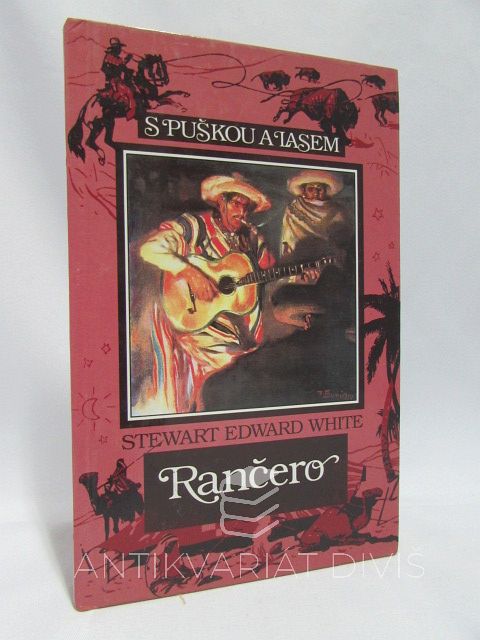 S PUŠKOU A LASEM
STEWART EDWARD WHITE
Rančero
ANTIKVARIÁT DIVIŠ